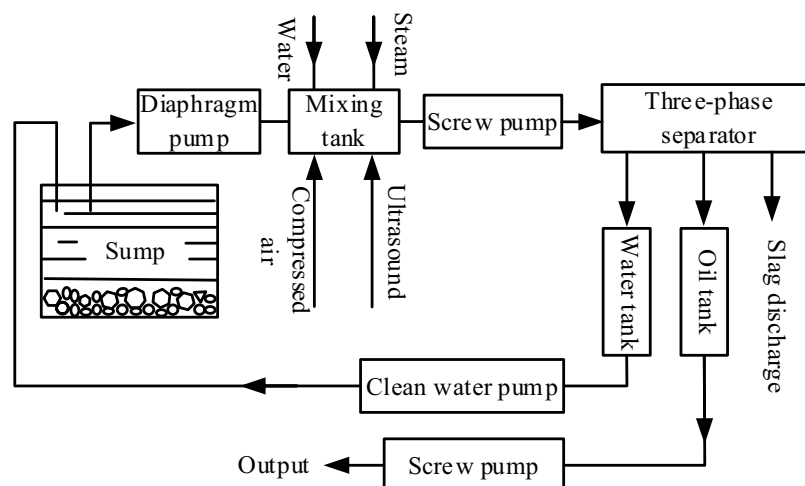 Water
Steam
Diaphragm
pump
Mixing
tank
Screw pump
Three-phase
separator
Sump
Compressed
air
Ultrasound
Water tank
Oil tank
Slag discharge
Clean water pump
Output
Screw pump